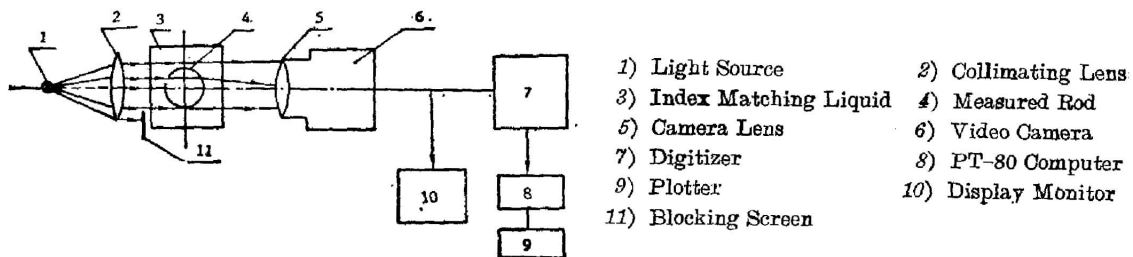 1
2
3
4.
5
6.
7
8
9
10
11
1) Light Source
2) Collimating Lens
3) Index Matching Liquid
4) Measured Rod
5) Camera Lens
6) Video Camera
7) Digitizer
8) PT-80 Computer
9) Plotter
10) Display Monitor
11) Blocking Screen